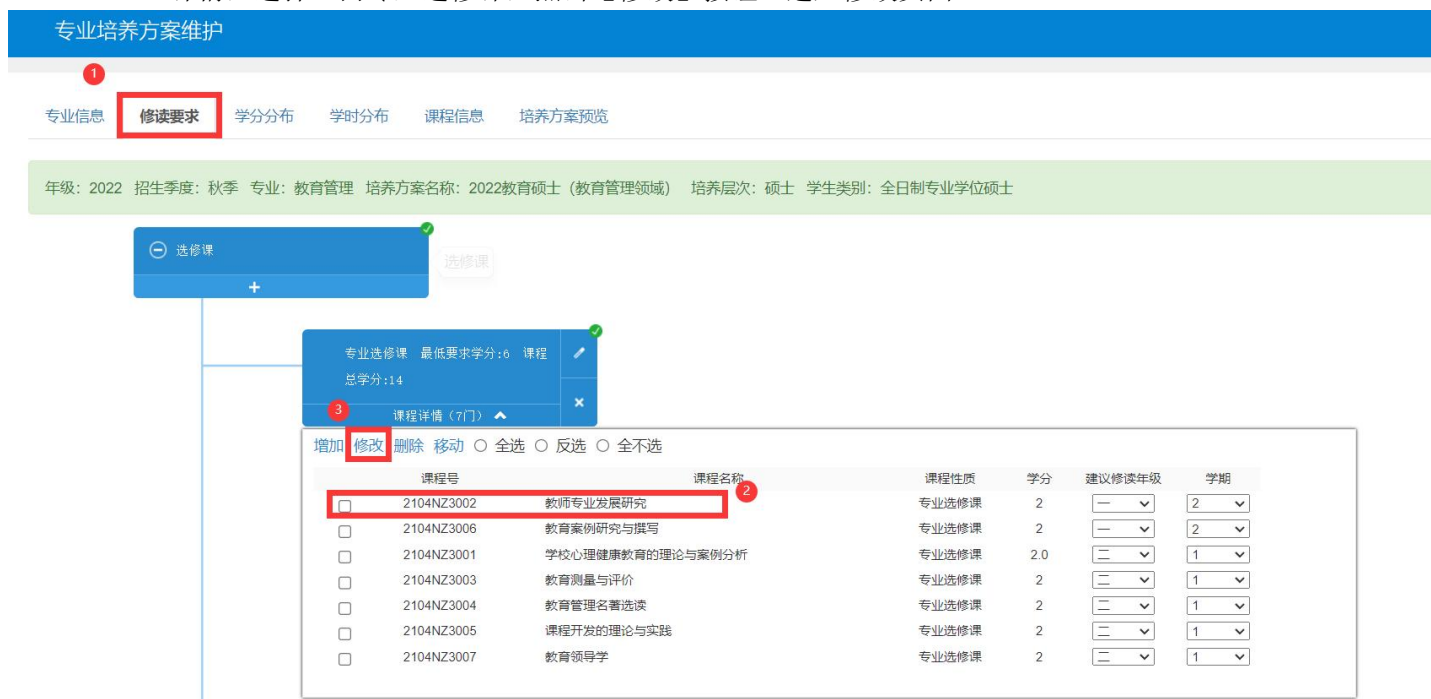 专业培养方案维护
1
专业信息 修读要求 学分分布 学时分布 课程信息 培养方案预览
年级：2022 招生季度：秋季 专业：教育管理 培养方案名称：2022教育硕士（教育管理领域） 培养层次：硕士 学生类别：全日制专业学位硕士
选修课
选修课
+
专业选修课 最低要求学分:6 课程
总学分:14
3
课程详情（7门）
增加 修改 删除 移动 全选 反选 全不选
课程号 课程名称 课程性质 学分 建议修读年级 学期
2
2104NZ3002 教师专业发展研究 专业选修课 2 一 2
2104NZ3006 教育案例研究与撰写 专业选修课 2 一 2
2104NZ3001 学校心理健康教育的理论与案例分析 专业选修课 2.0 二 1
2104NZ3003 教育测量与评价 专业选修课 2 二 1
2104NZ3004 教育管理名著选读 专业选修课 2 二 1
2104NZ3005 课程开发的理论与实践 专业选修课 2 二 1
2104NZ3007 教育领导学 专业选修课 2 二 1